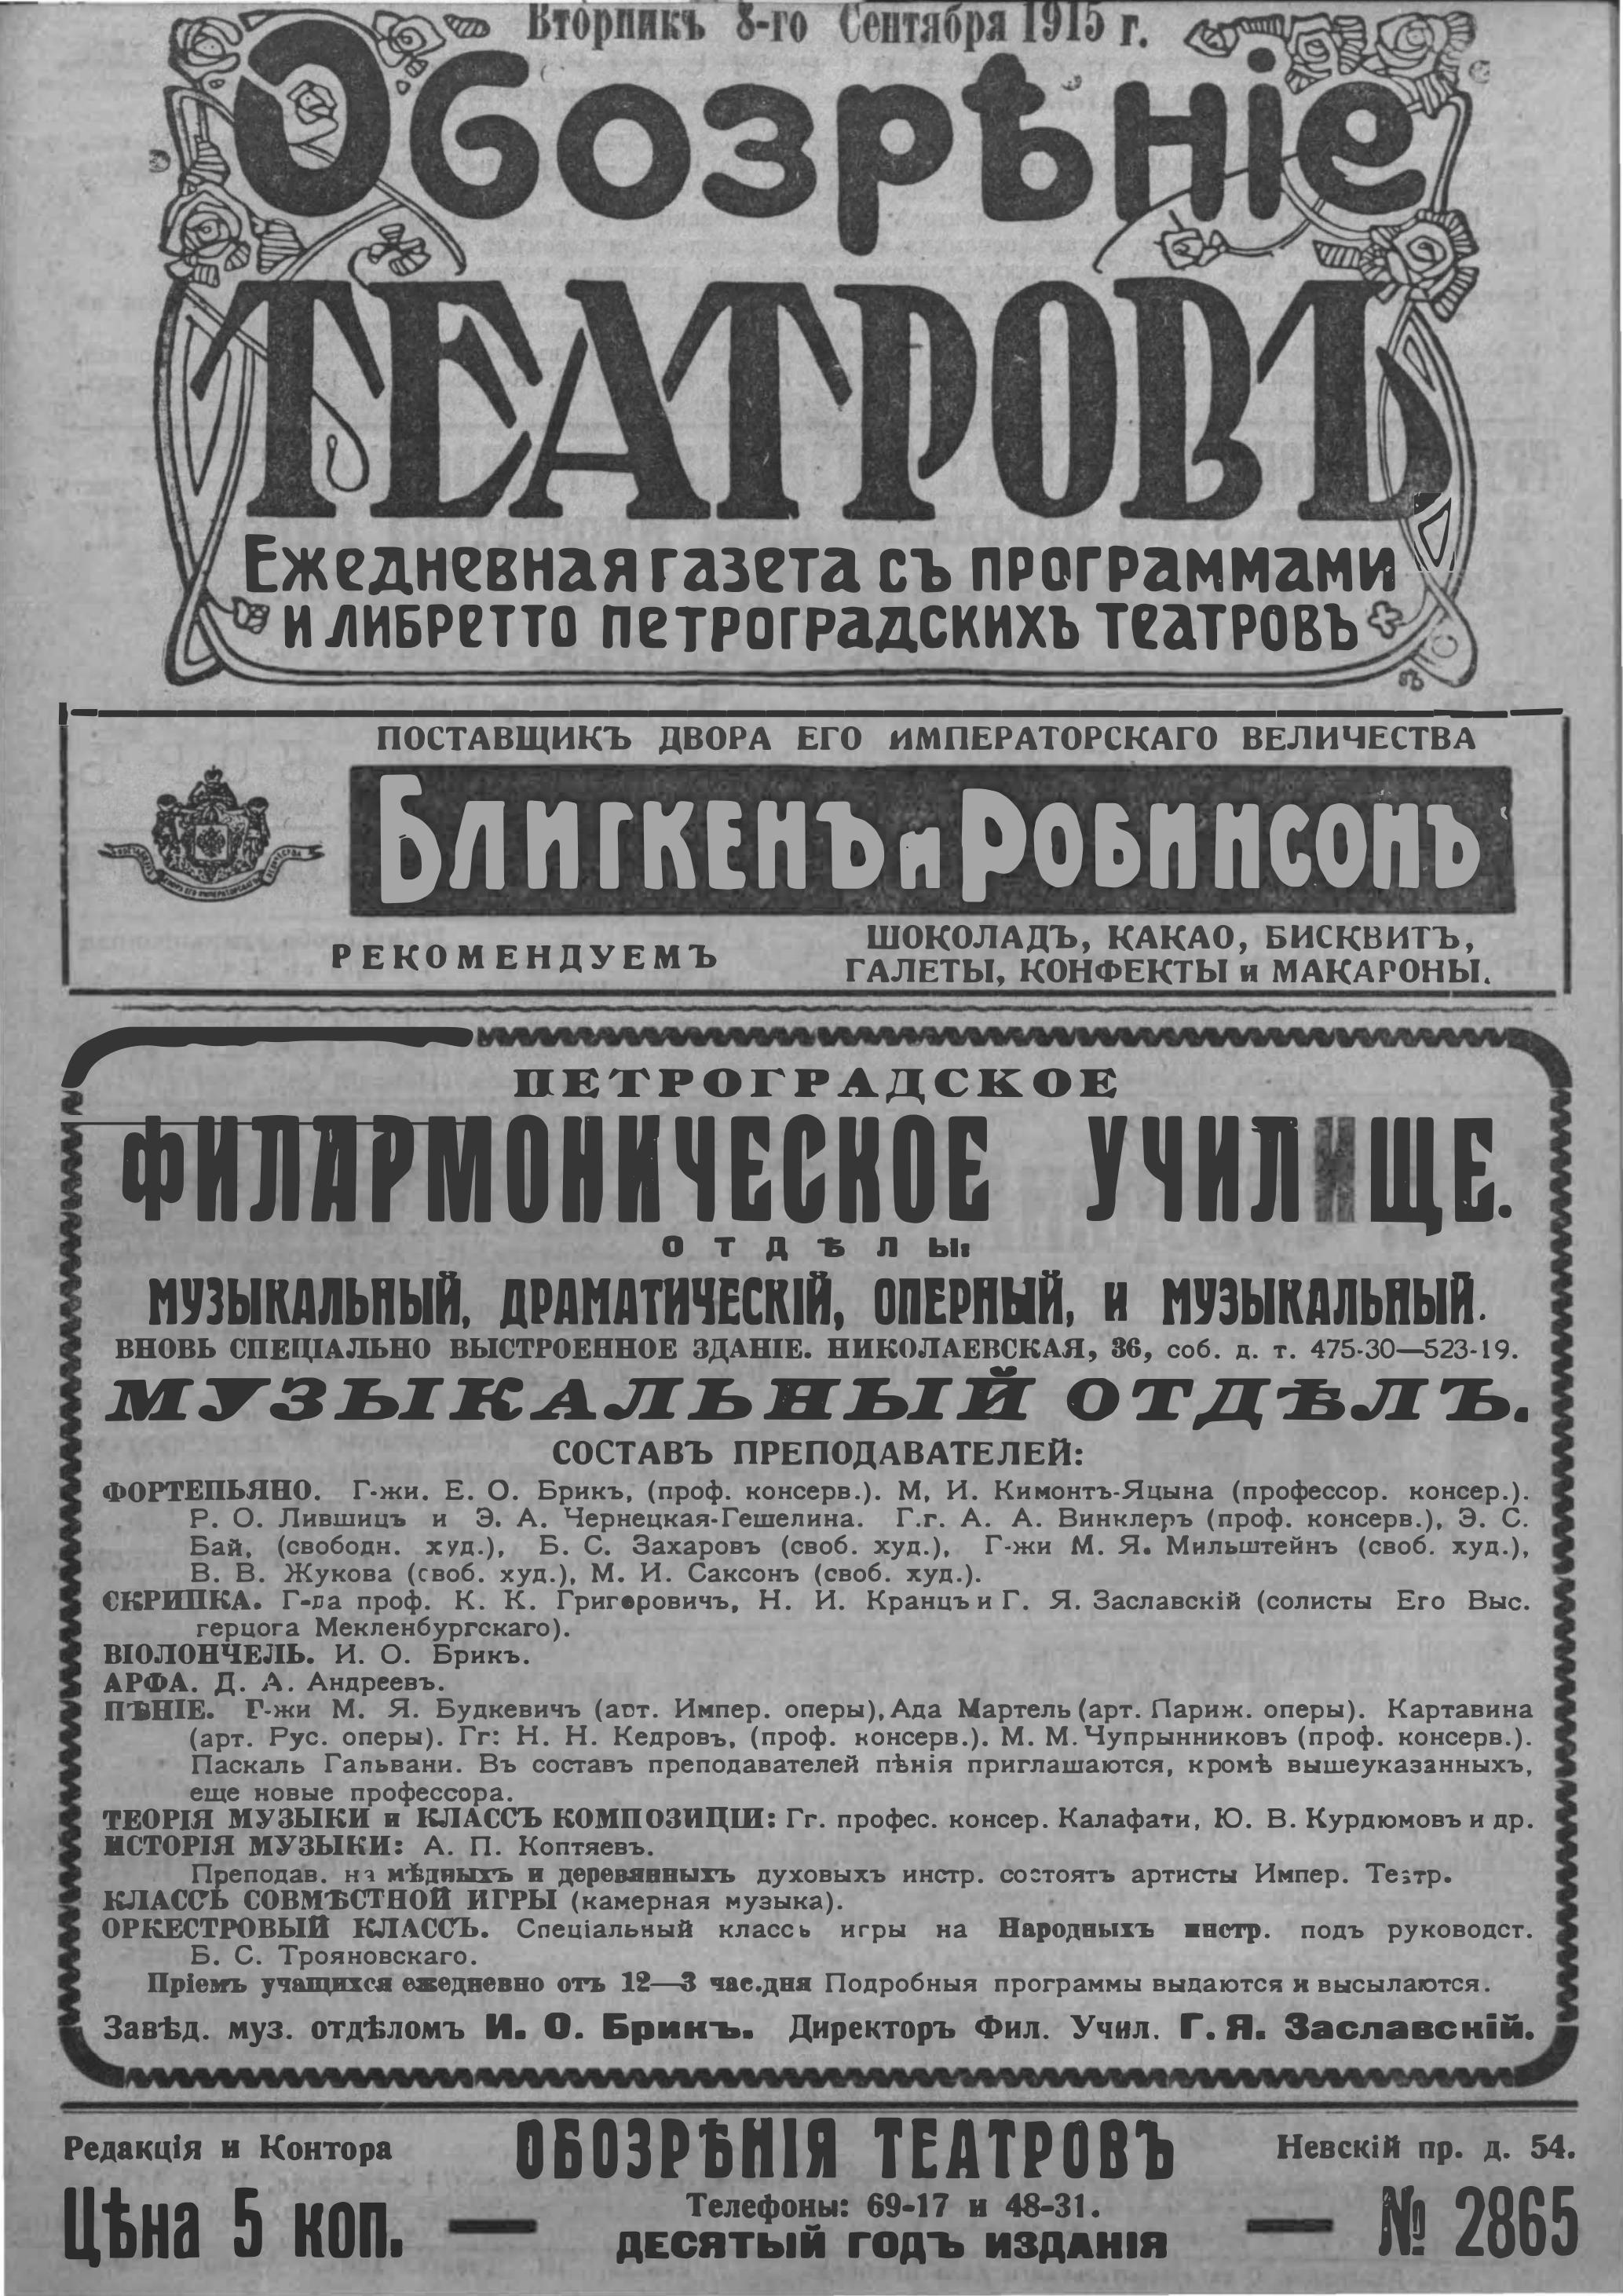 Вторникъ 8-го Сентября 1915 г.
Обозрѣніе
ТЕАТРОВЪ
Ежедневная газета съ программами
и либретто петроградскихъ театровъ
ПОСТАВЩИКЪ ДВОРА ЕГО ИМПЕРАТОРСКАГО ВЕЛИЧЕСТВА
БЛИГКЕНЪ и РОБИНСОНЪ
РЕКОМЕНДУЕМЪ
ШОКОЛАДЪ, КАКАО, БИСКВИТЪ,
ГАЛЕТЫ, КОНФЕКТЫ и МАКАРОНЫ.
ПЕТРОГРАДСКОЕ
ФИЛАРМОНИЧЕСКОЕ УЧИЛИЩЕ.
ОТДѢЛЫ:
МУЗЫКАЛЬНЫЙ, ДРАМАТИЧЕСКІЙ, ОПЕРНЫЙ, и МУЗЫКАЛЬНЫЙ.
ВНОВЬ СПЕЦІАЛЬНО ВЫСТРОЕННОЕ ЗДАНІЕ. НИКОЛАЕВСКАЯ, 36, соб. д. т. 475-30—523-19.
МУЗЫКАЛЬНЫЙ ОТДѢЛЪ.
СОСТАВЪ ПРЕПОДАВАТЕЛЕЙ:
ФОРТЕПЬЯНО. Г-жи. Е. О. Брикъ, (проф. консерв.). М, И. Кимонтъ-Яцына (профессор. консер.).
Р. О. Лившицъ и Э. А. Чернецкая-Гешелина. Г.г. А. А. Винклеръ (проф. консерв.), Э. С.
Бай, (свободн. худ.), Б. С. Захаровъ (своб. худ.), Г-жи М. Я. Мильштейнъ (своб. худ.),
В. В. Жукова (своб. худ.), М. И. Саксонъ (своб. худ.).
СКРИПКА. Г-да проф. К. К. Григоровичъ, Н. И. Кранцъ и Г. Я. Заславскій (солисты Его Выс.
герцога Мекленбургскаго).
ВІОЛОНЧЕЛЬ. И. О. Брикъ.
АРФА. Д. А. Андреевъ.
ПѢНІЕ. Г-жи М. Я. Будкевичъ (арт. Импер. оперы), Ада Мартель (арт. Париж. оперы). Картавина
(арт. Рус. оперы). Гг: Н. Н. Кедровъ, (проф. консерв.). М. М. Чупрынниковъ (проф. консерв.).
Паскаль Гальвани. Въ составъ преподавателей пѣнія приглашаются, кромѣ вышеуказанныхъ,
еще новые профессора.
ТЕОРІЯ МУЗЫКИ и КЛАССЪ КОМПОЗИЦІИ: Гг. профес. консер. Калафати, Ю. В. Курдюмовъ и др.
ИСТОРІЯ МУЗЫКИ: А. П. Коптяевъ.
Преподав. на мѣдныхъ и деревянныхъ духовыхъ инстр. состоятъ артисты Импер. Театр.
КЛАССЪ СОВМѢСТНОЙ ИГРЫ (камерная музыка).
ОРКЕСТРОВЫЙ КЛАССЪ. Спеціальный классъ игры на Народныхъ инстр. подъ руководст.
Б. С. Трояновскаго.
Пріемъ учащихся ежедневно отъ 12—3 час.дня Подробныя программы выдаются и высылаются.
Завѣд. муз. отдѣломъ И. О. Брикъ. Директоръ Фил. Учил. Г. Я. Заславскій.
Редакція и Контора
ОБОЗРѢНІЯ ТЕАТРОВЪ
Невскій пр. д. 54.
Цѣна 5 коп. —
Телефоны: 69-17 и 48-31.
ДЕСЯТЫЙ ГОДЪ ИЗДАНІЯ
— № 2865